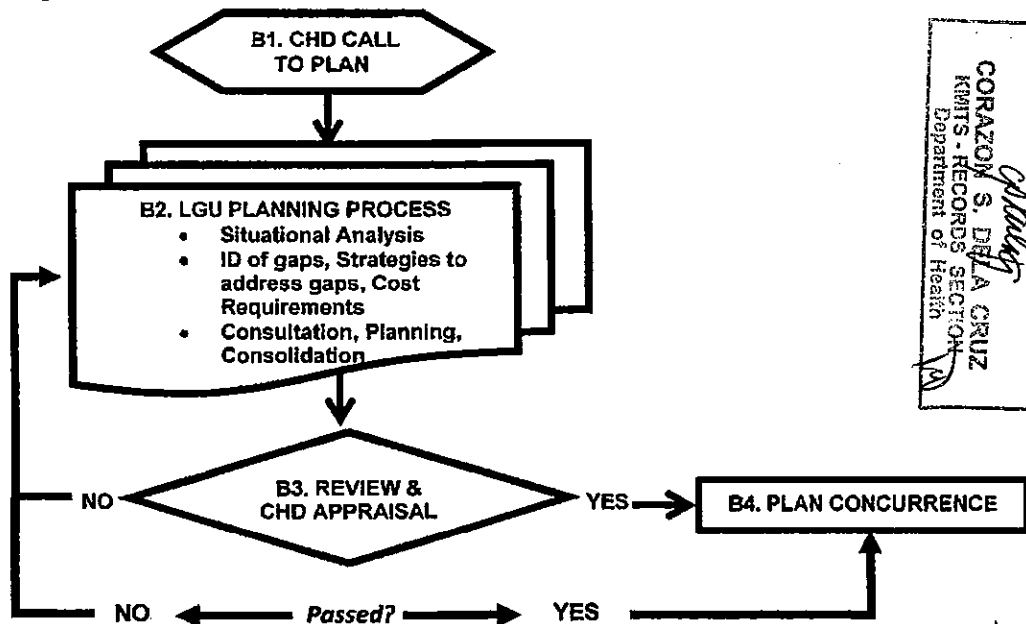 B1. CHD CALL
TO PLAN
B2. LGU PLANNING PROCESS
• Situational Analysis
• ID of gaps, Strategies to
address gaps, Cost
Requirements
• Consultation, Planning,
Consolidation
B3. REVIEW &
CHD APPRAISAL
NO
YES
B4. PLAN CONCURRENCE
NO
Passed?
YES
CORAZON S. DELA CRUZ
KMITS - RECORDS SECTION
Department of Health